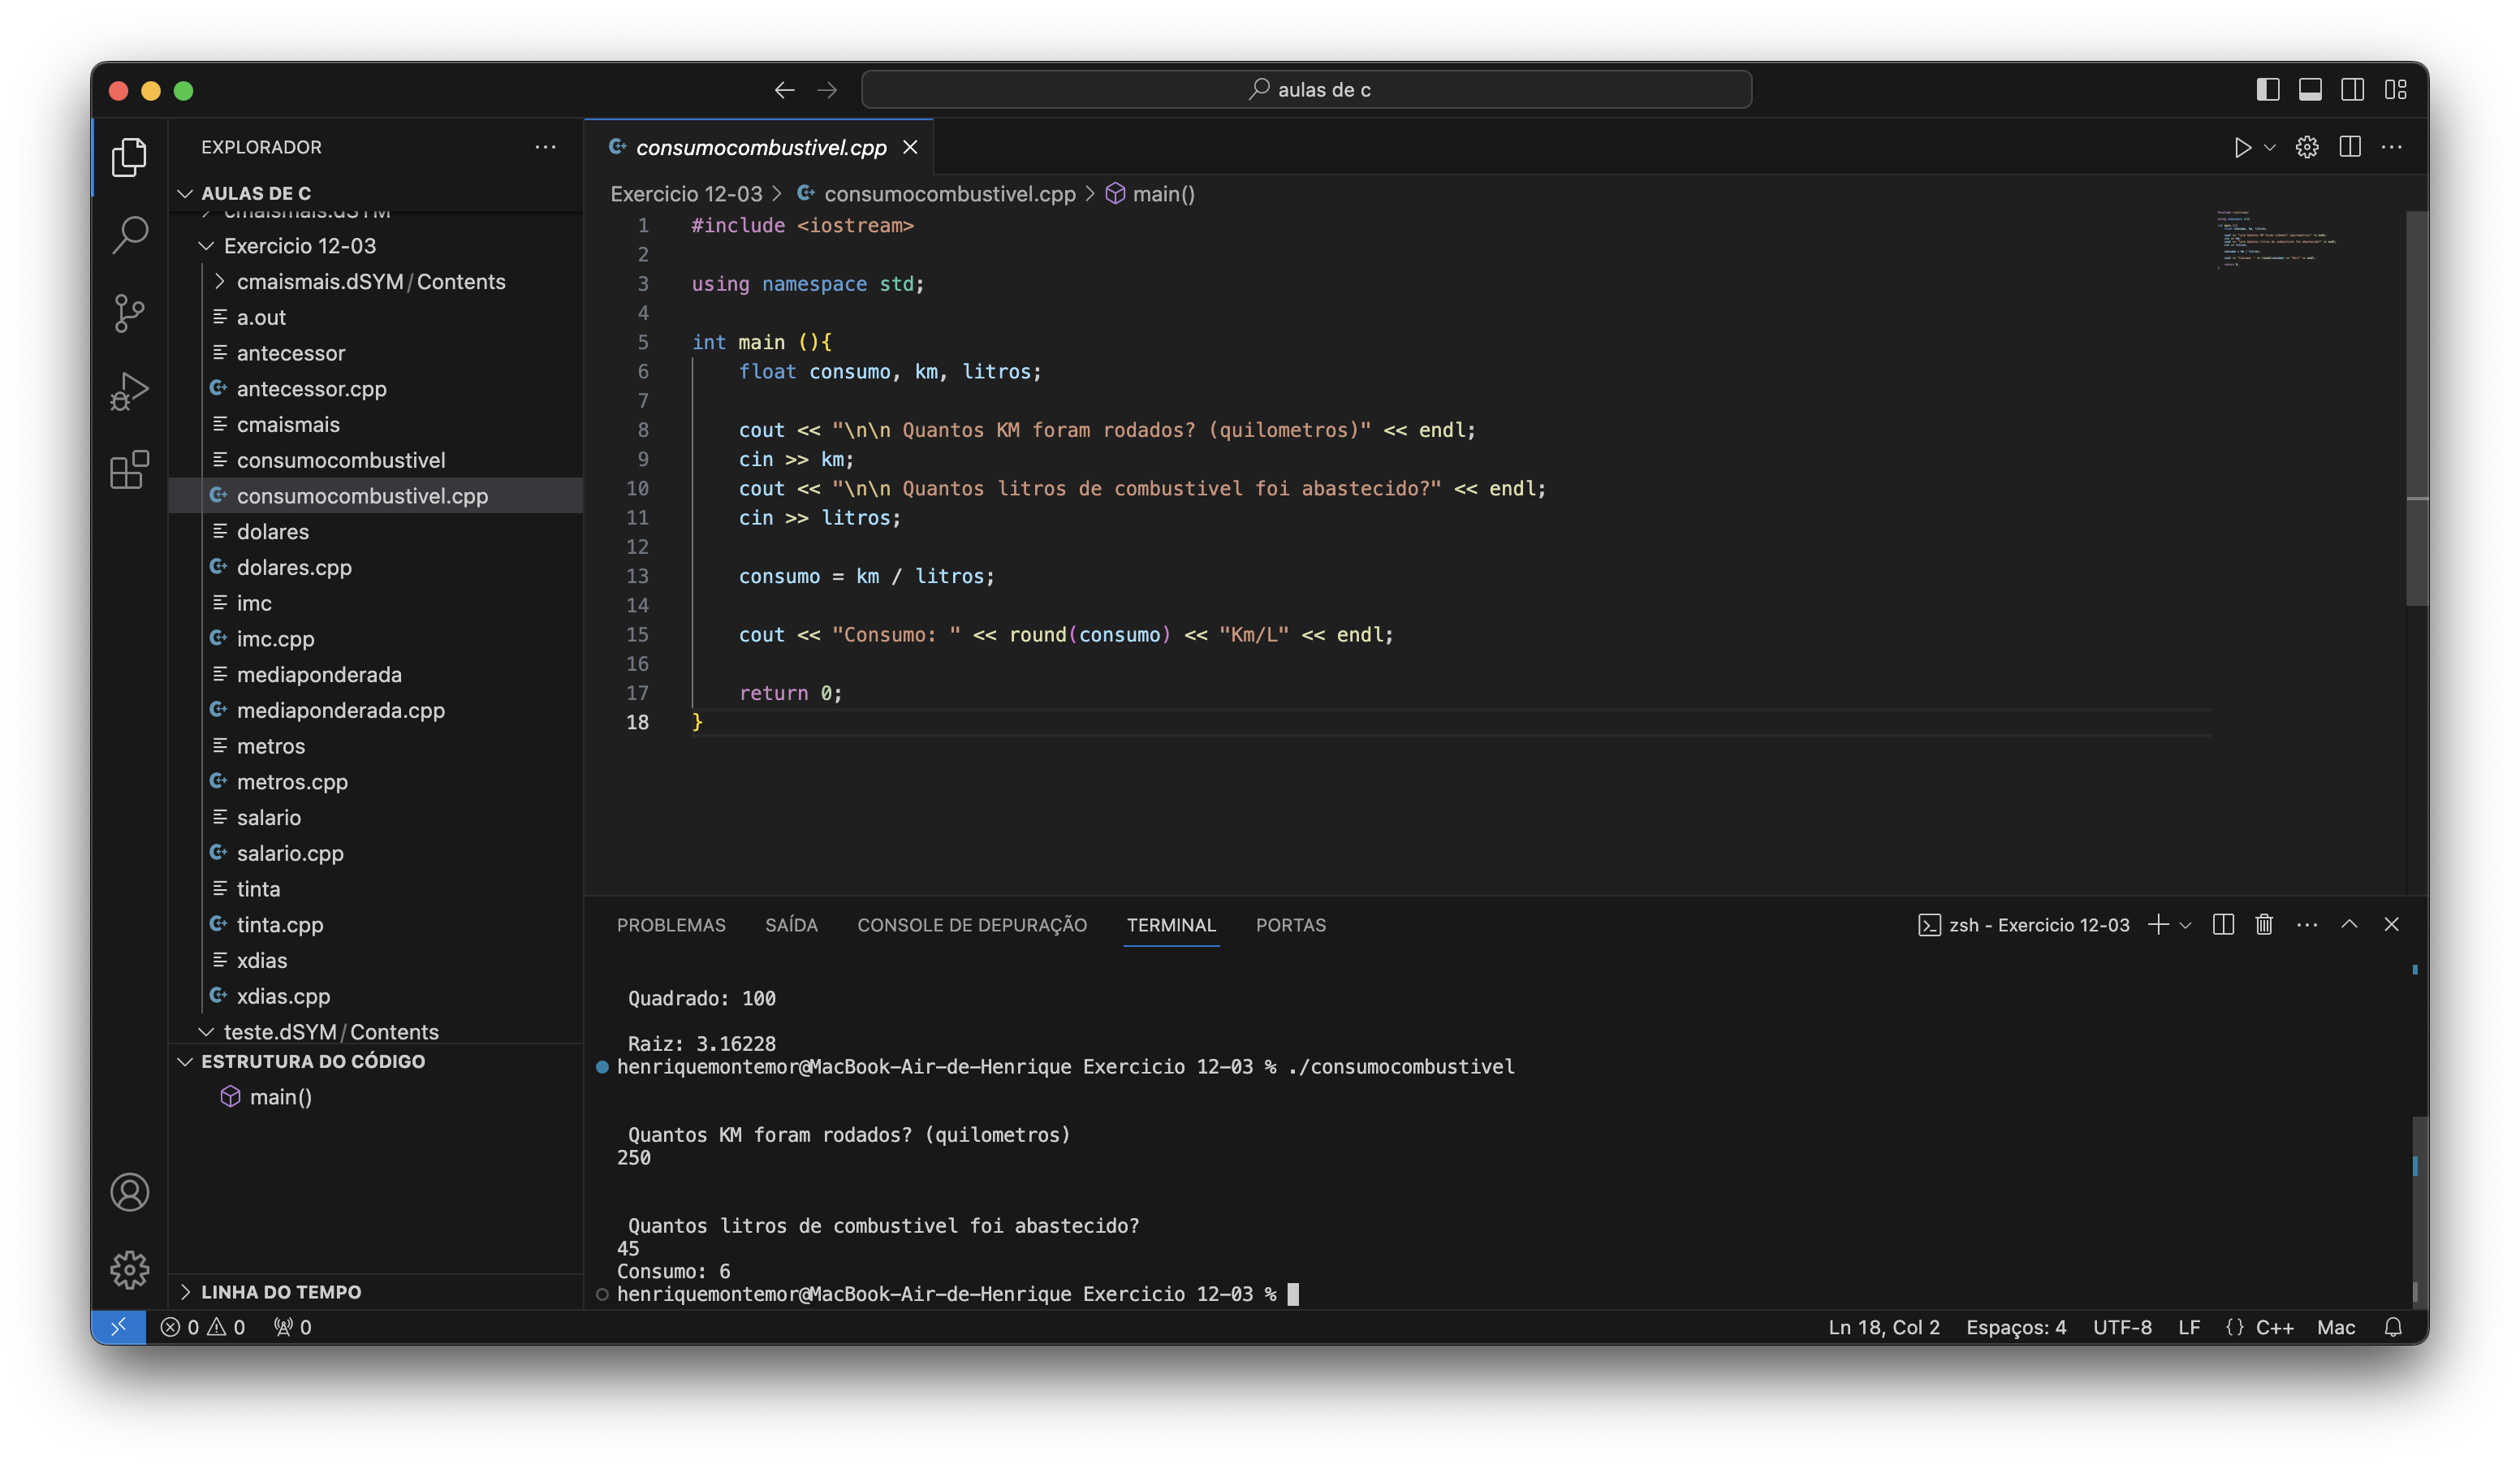 aulas de c
EXPLORADOR
AULAS DE C
cmaismais.dSYM
Exercicio 12-03
cmaismais.dSYM/Contents
a.out
antecessor
antecessor.cpp
cmaismais
consumocombustivel
consumocombustivel.cpp
dolares
dolares.cpp
imc
imc.cpp
mediaponderada
mediaponderada.cpp
metros
metros.cpp
salario
salario.cpp
tinta
tinta.cpp
xdias
xdias.cpp
teste.dSYM/Contents
ESTRUTURA DO CÓDIGO
main()
LINHA DO TEMPO
consumocombustivel.cpp
Exercicio 12-03 > consumocombustivel.cpp > main()
1 #include <iostream>
2
3 using namespace std;
4
5 int main (){
6 float consumo, km, litros;
7
8 cout << "\n\n Quantos KM foram rodados? (quilometros)" << endl;
9 cin >> km;
10 cout << "\n\n Quantos litros de combustivel foi abastecido?" << endl;
11 cin >> litros;
12
13 consumo = km / litros;
14
15 cout << "Consumo: " << round(consumo) << "Km/L" << endl;
16
17 return 0;
18 }
PROBLEMAS SAÍDA CONSOLE DE DEPURAÇÃO TERMINAL PORTAS
zsh - Exercicio 12-03
Quadrado: 100
Raiz: 3.16228
henriquemontemor@MacBook-Air-de-Henrique Exercicio 12-03 % ./consumocombustivel
Quantos KM foram rodados? (quilometros)
250
Quantos litros de combustivel foi abastecido?
45
Consumo: 6
henriquemontemor@MacBook-Air-de-Henrique Exercicio 12-03 %
0 0 0
Ln 18, Col 2 Espaços: 4 UTF-8 LF {} C++ Mac